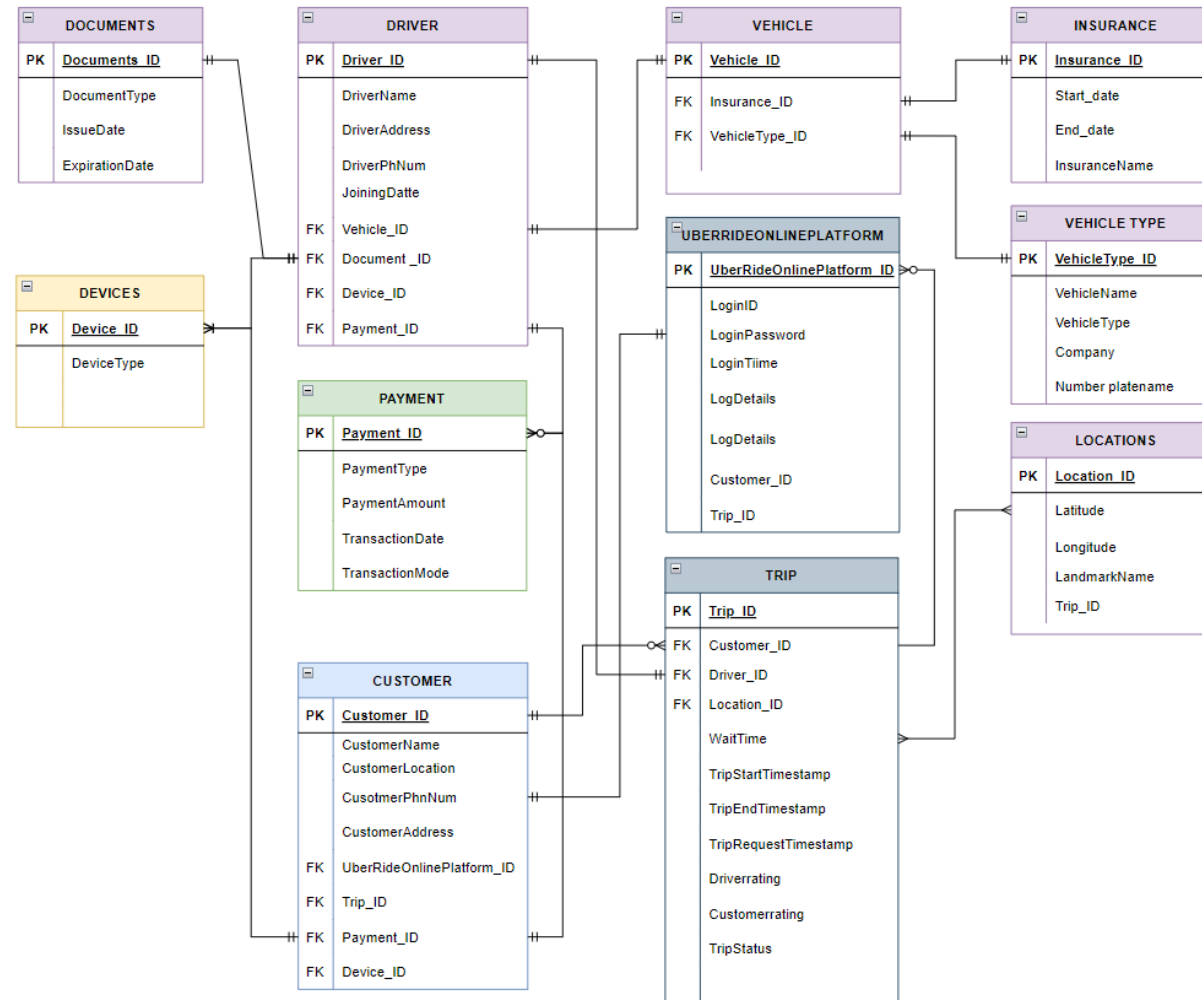 DOCUMENTS
PK Documents_ID
DocumentType
IssueDate
ExpirationDate
DRIVER
PK Driver_ID
DriverName
DriverAddress
DriverPhNum
JoiningDatte
FK Vehicle_ID
FK Document _ID
FK Device_ID
FK Payment_ID
VEHICLE
PK Vehicle_ID
FK Insurance_ID
FK VehicleType_ID
INSURANCE
PK Insurance_ID
Start_date
End_date
InsuranceName
DEVICES
PK Device_ID
DeviceType
UBERRIDEONLINEPLATFORM
PK UberRideOnlinePlatform_ID
LoginID
LoginPassword
LoginTiime
LogDetails
LogDetails
Customer_ID
Trip_ID
VEHICLE TYPE
PK VehicleType_ID
VehicleName
VehicleType
Company
Number platename
PAYMENT
PK Payment_ID
PaymentType
PaymentAmount
TransactionDate
TransactionMode
LOCATIONS
PK Location_ID
Latitude
Longitude
LandmarkName
Trip_ID
CUSTOMER
PK Customer_ID
CustomerName
CustomerLocation
CusotmerPhnNum
CustomerAddress
FK UberRideOnlinePlatform_ID
FK Trip_ID
FK Payment_ID
FK Device_ID
TRIP
PK Trip_ID
FK Customer_ID
FK Driver_ID
FK Location_ID
WaitTime
TripStartTimestamp
TripEndTimestamp
TripRequestTimestamp
Driverrating
Customerrating
TripStatus